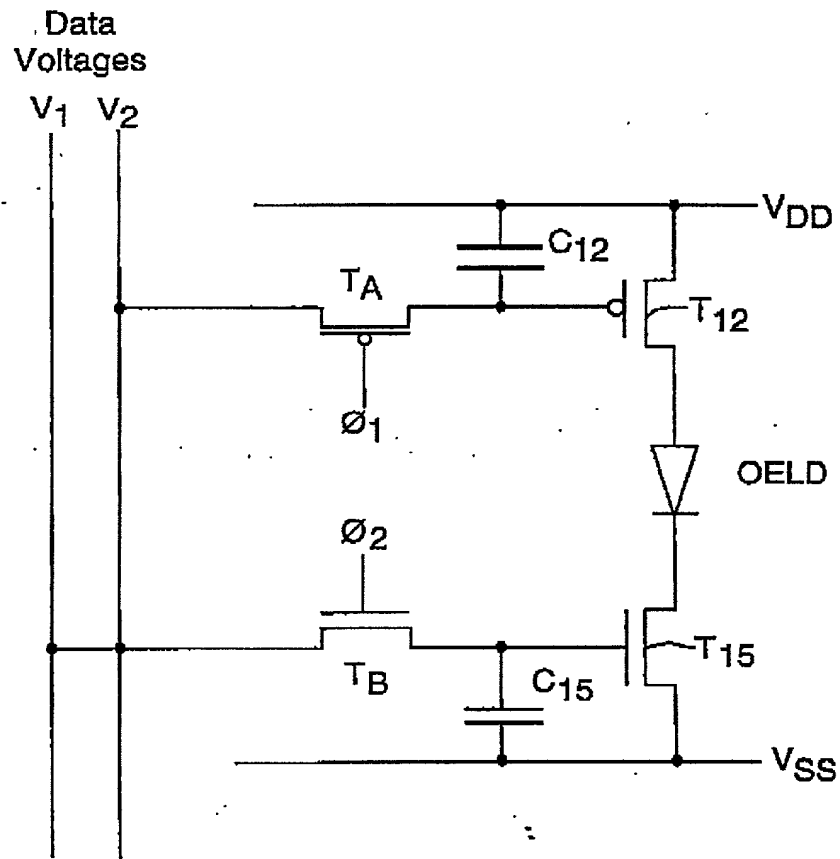 Data
Voltages
V1 V2
VDD
C12
TA
T12
Ø1
OELD
Ø2
T15
TB
C15
VSS